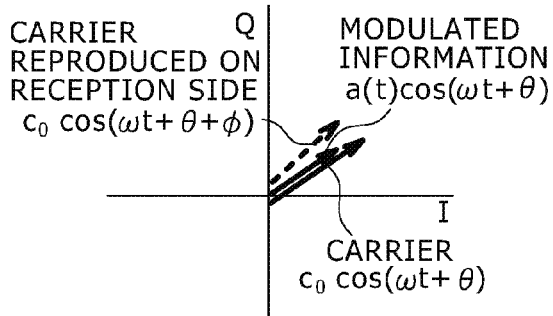 CARRIER
REPRODUCED ON
RECEPTION SIDE
c₀ cos(ωt+θ+ϕ)
Q
MODULATED
INFORMATION
a(t)cos(ωt+θ)
I
CARRIER
c₀ cos(ωt+θ)